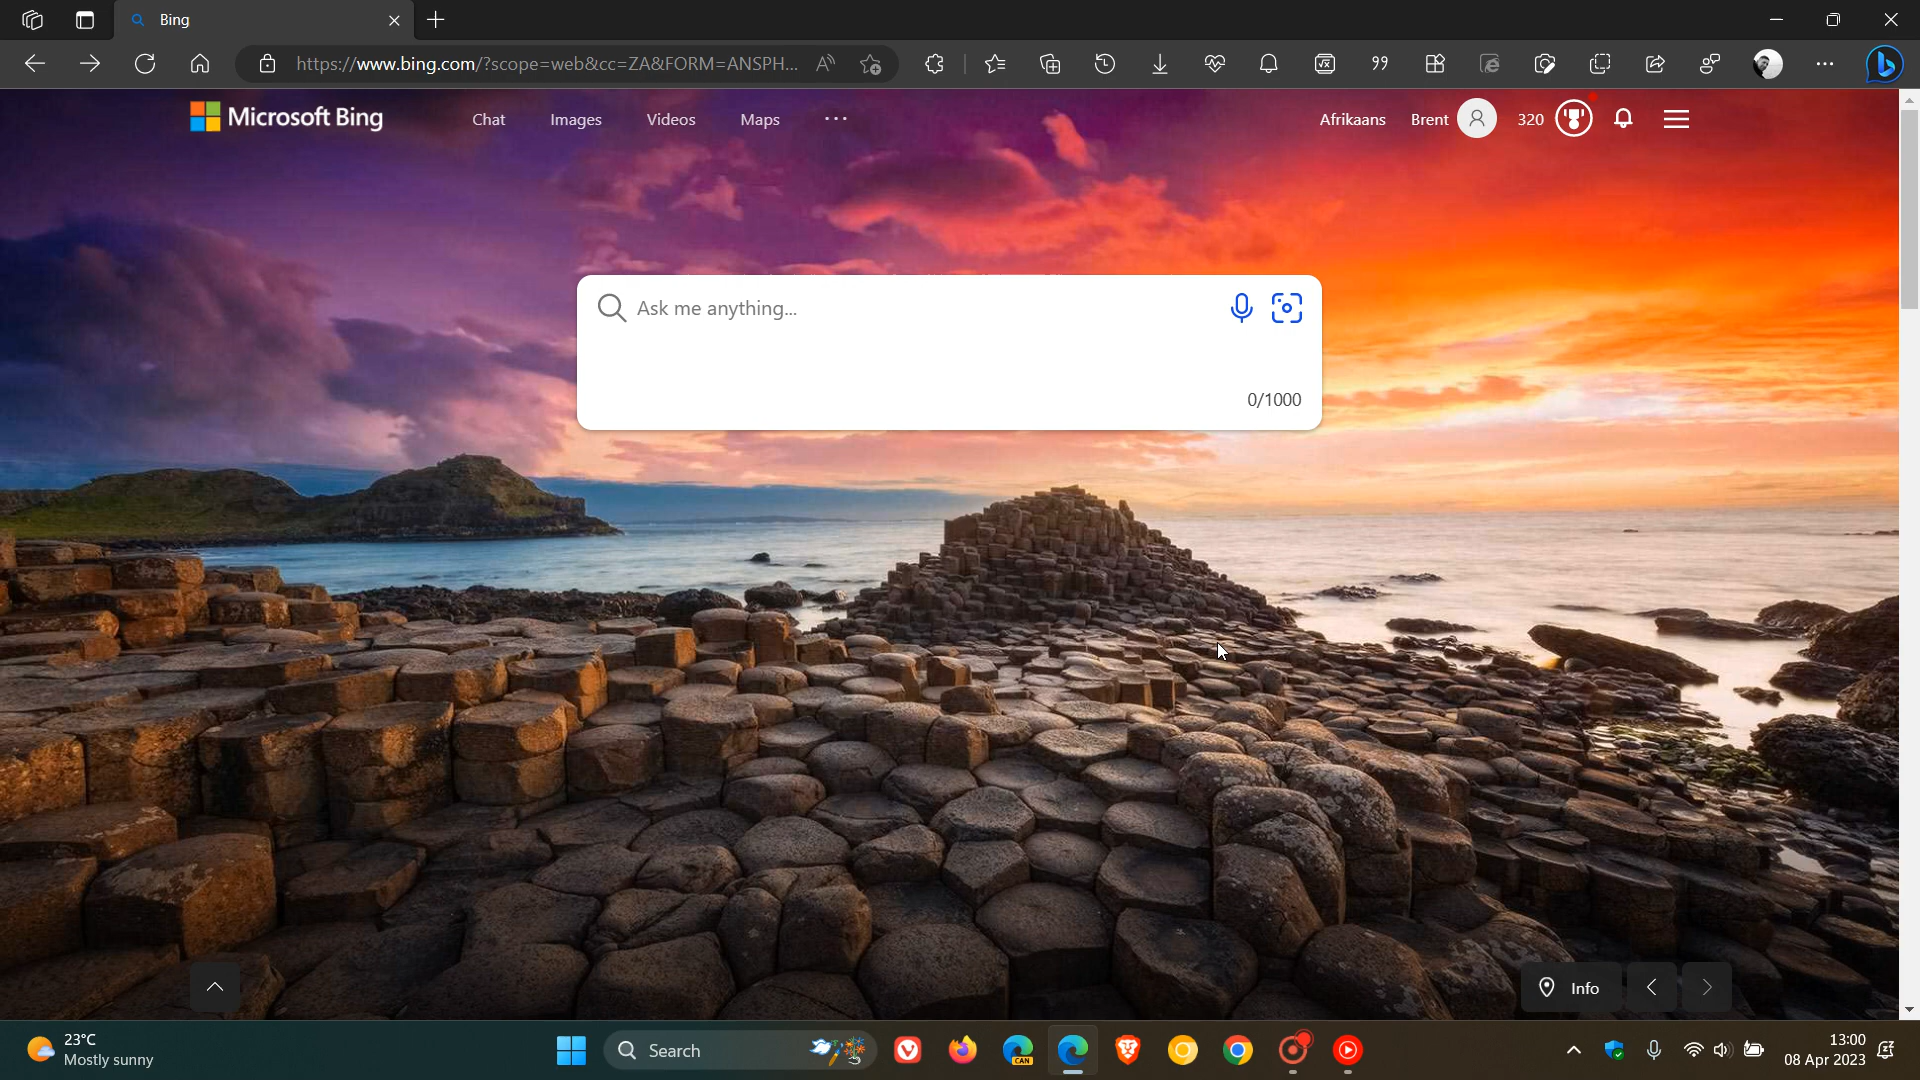 Bing
https://www.bing.com/?scope=web&cc=ZA&FORM=ANSPH...
Microsoft Bing
Chat
Images
Videos
Maps
Afrikaans
Brent
320
Ask me anything...
0/1000
Info
23°C
Mostly sunny
Search
CAN
13:00
08 Apr 2023